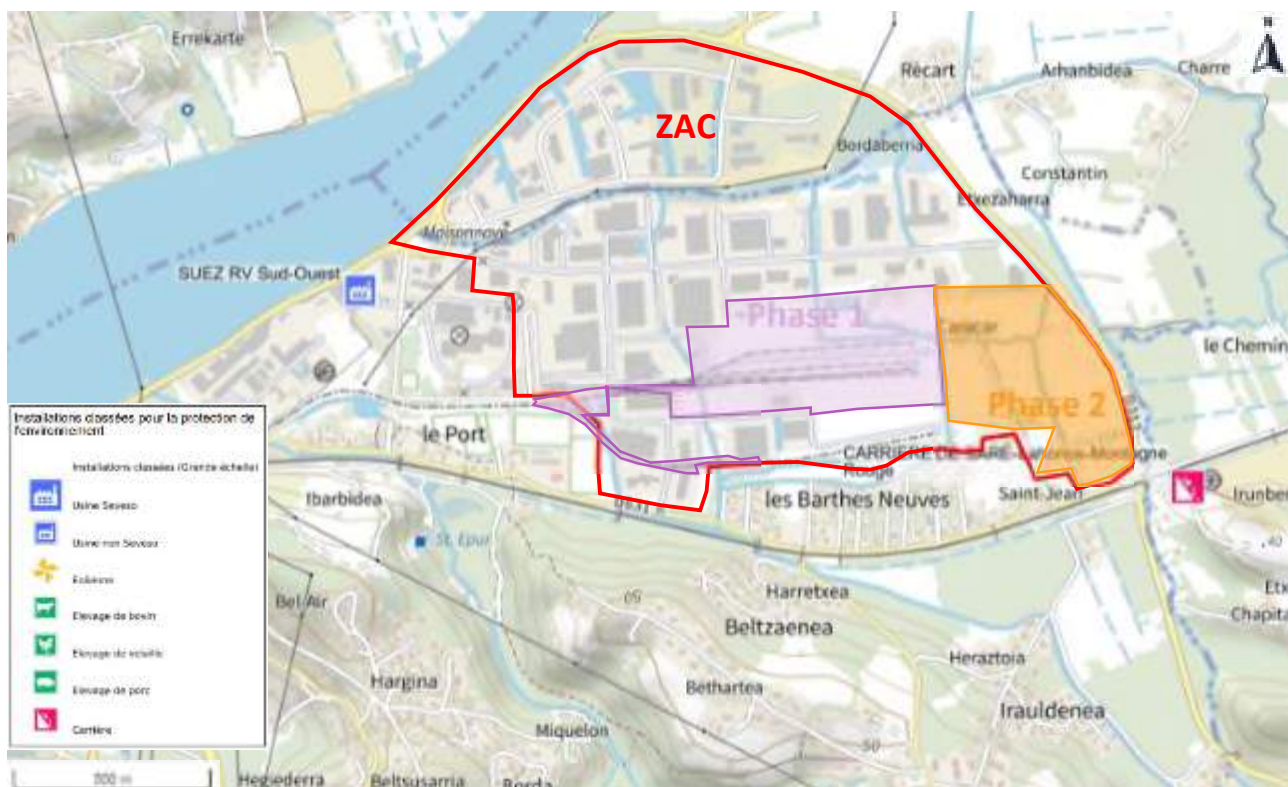 Errekarte
N
Récart
Arhanbidea
Charre
ZAC
Bordaberria
Constantin
Etxezaharra
Maisonnave
SUEZ RV Sud-Ouest
Phase 1
le Chemin
Phase 2
le Port
CARRIERE DE SARE
Montagne
Rouge
Installations classées pour la protection de
l'environnement
Installations classées (Grande échelle)
Usine Seveso
Usine non Seveso
Eolienne
Elevage de bovin
Elevage de volaille
Elevage de porc
Carrière
Ibarbidea
les Barthes Neuves
Saint-Jean
St. Epur
Bel-Air
Harretxea
Beltzaenea
Heraztoia
Hargina
Bethartea
Irauldenea
Miquelon
50
Beltsusarria